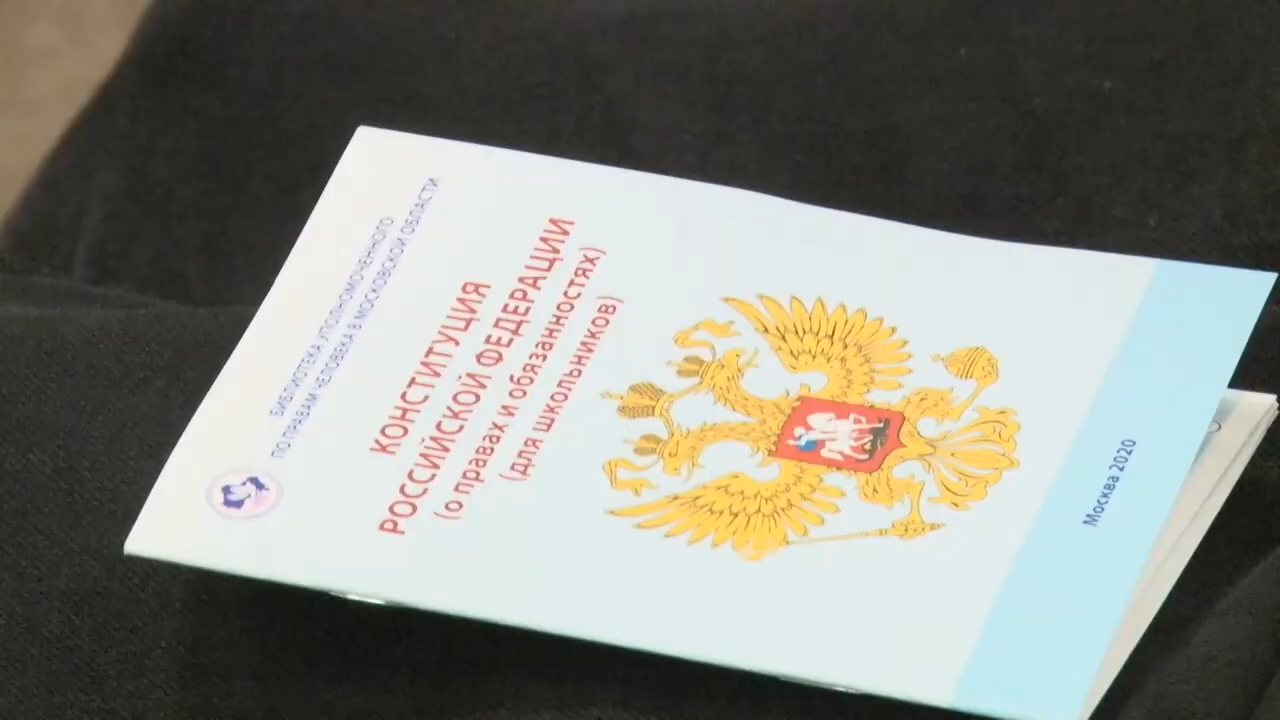 БИБЛИОТЕКА УПОЛНОМОЧЕННОГО
ПО ПРАВАМ ЧЕЛОВЕКА В МОСКОВСКОЙ ОБЛАСТИ
КОНСТИТУЦИЯ
РОССИЙСКОЙ ФЕДЕРАЦИИ
(о правах и обязанностях)
(для школьников)
Москва 2020